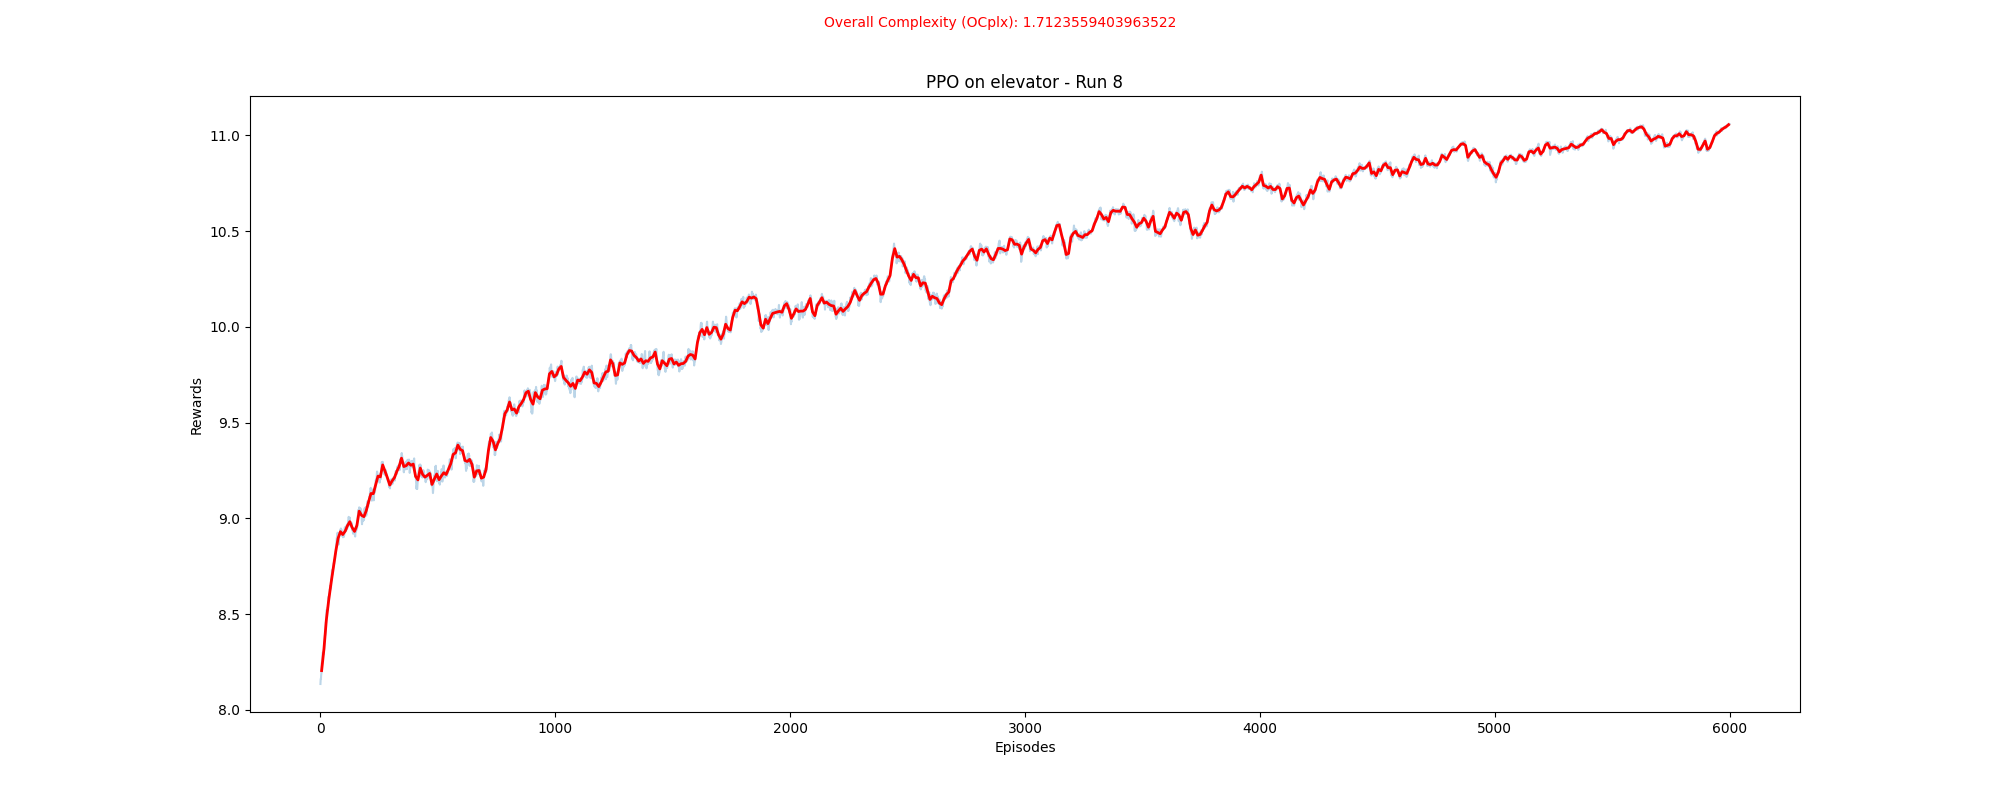 Overall Complexity (OCplx): 1.7123559403963522
PPO on elevator - Run 8
11.0
10.5
10.0
9.5
9.0
8.5
8.0
Rewards
0 1000 2000 3000 4000 5000 6000
Episodes